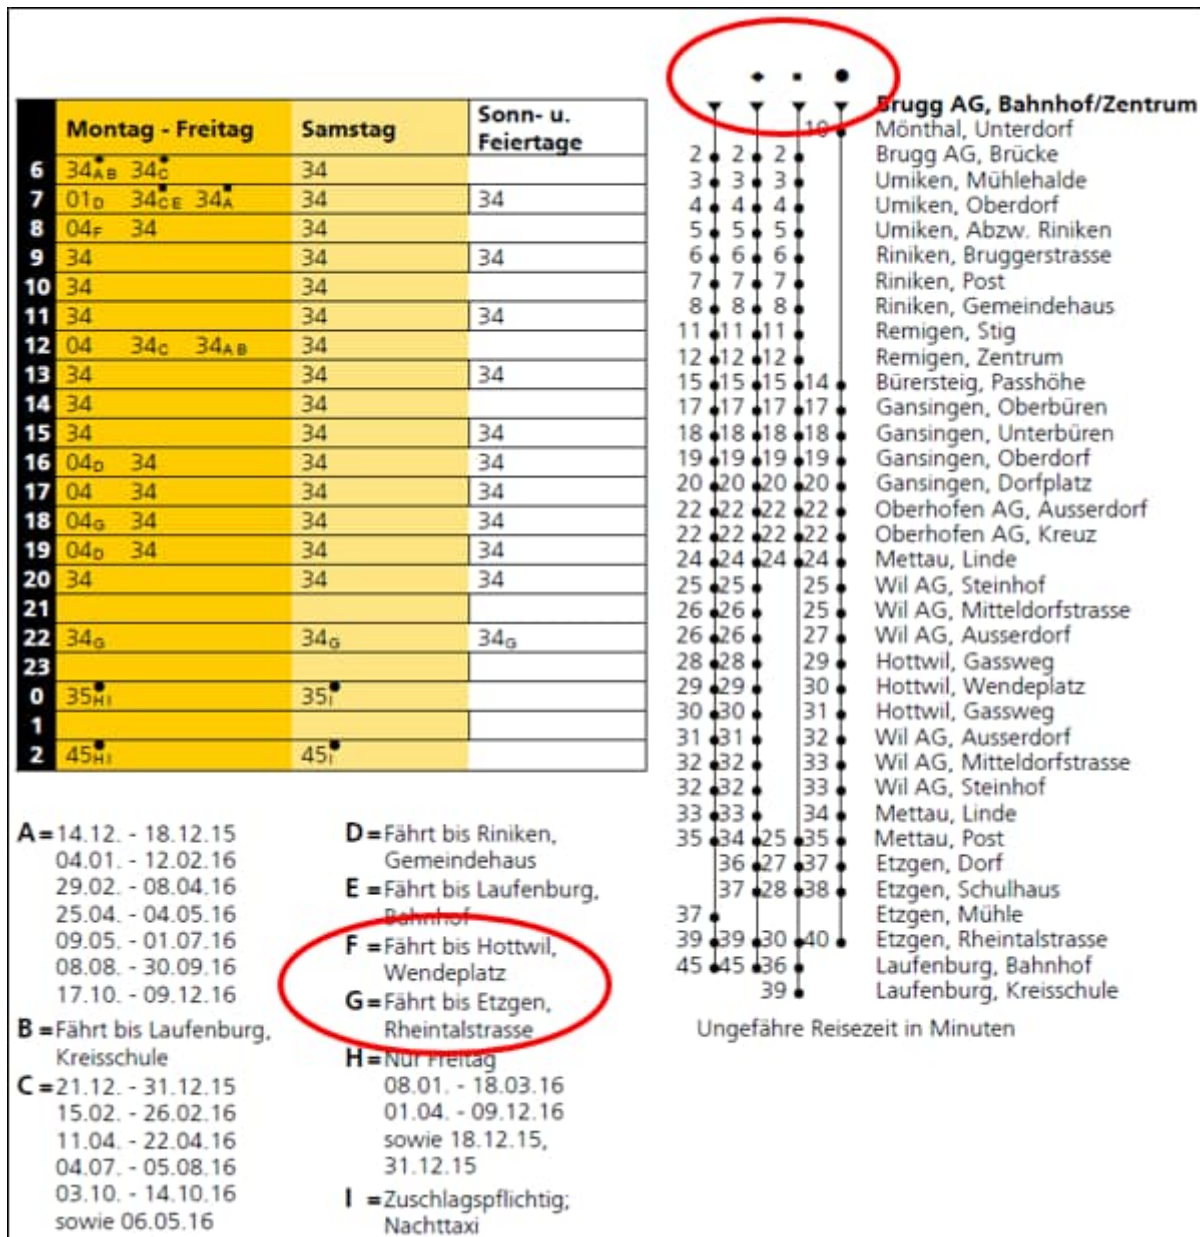 Montag - Freitag Samstag Sonn- u. Feiertage
6 34 A B 34 C 34
7 01 D 34 C E 34 A 34 34
8 04 F 34 34
9 34 34 34
10 34 34
11 34 34 34
12 04 34 C 34 A B 34
13 34 34 34
14 34 34
15 34 34 34
16 04 D 34 34 34
17 04 34 34 34
18 04 G 34 34 34
19 04 D 34 34 34
20 34 34 34
21
22 34 G 34 G 34 G
23
0 35 H I 35 I
1
2 45 H I 45 I
A = 14.12. - 18.12.15
04.01. - 12.02.16
29.02. - 08.04.16
25.04. - 04.05.16
09.05. - 01.07.16
08.08. - 30.09.16
17.10. - 09.12.16
B = Fährt bis Laufenburg,
Kreisschule
C = 21.12. - 31.12.15
15.02. - 26.02.16
11.04. - 22.04.16
04.07. - 05.08.16
03.10. - 14.10.16
sowie 06.05.16
D = Fährt bis Riniken,
Gemeindehaus
E = Fährt bis Laufenburg,
Bahnhof
F = Fährt bis Hottwil,
Wendeplatz
G = Fährt bis Etzgen,
Rheintalstrasse
H = Nur Freitag
08.01. - 18.03.16
01.04. - 09.12.16
sowie 18.12.15,
31.12.15
I = Zuschlagspflichtig;
Nachttaxi
Brugg AG, Bahnhof/Zentrum
10 Mönthal, Unterdorf
2 2 2 Brugg AG, Brücke
3 3 3 Umiken, Mühlehalde
4 4 4 Umiken, Oberdorf
5 5 5 Umiken, Abzw. Riniken
6 6 6 Riniken, Bruggerstrasse
7 7 7 Riniken, Post
8 8 8 Riniken, Gemeindehaus
11 11 11 Remigen, Stig
12 12 12 Remigen, Zentrum
15 15 15 14 Bürersteig, Passhöhe
17 17 17 17 Gansingen, Oberbüren
18 18 18 18 Gansingen, Unterbüren
19 19 19 19 Gansingen, Oberdorf
20 20 20 20 Gansingen, Dorfplatz
22 22 22 22 Oberhofen AG, Ausserdorf
22 22 22 22 Oberhofen AG, Kreuz
24 24 24 24 Mettau, Linde
25 25 25 Wil AG, Steinhof
26 26 25 Wil AG, Mitteldorfstrasse
26 26 27 Wil AG, Ausserdorf
28 28 29 Hottwil, Gassweg
29 29 30 Hottwil, Wendeplatz
30 30 31 Hottwil, Gassweg
31 31 32 Wil AG, Ausserdorf
32 32 33 Wil AG, Mitteldorfstrasse
32 32 33 Wil AG, Steinhof
33 33 34 Mettau, Linde
35 34 25 35 Mettau, Post
36 27 37 Etzgen, Dorf
37 28 38 Etzgen, Schulhaus
37 Etzgen, Mühle
39 39 30 40 Etzgen, Rheintalstrasse
45 45 36 Laufenburg, Bahnhof
39 Laufenburg, Kreisschule
Ungefähre Reisezeit in Minuten